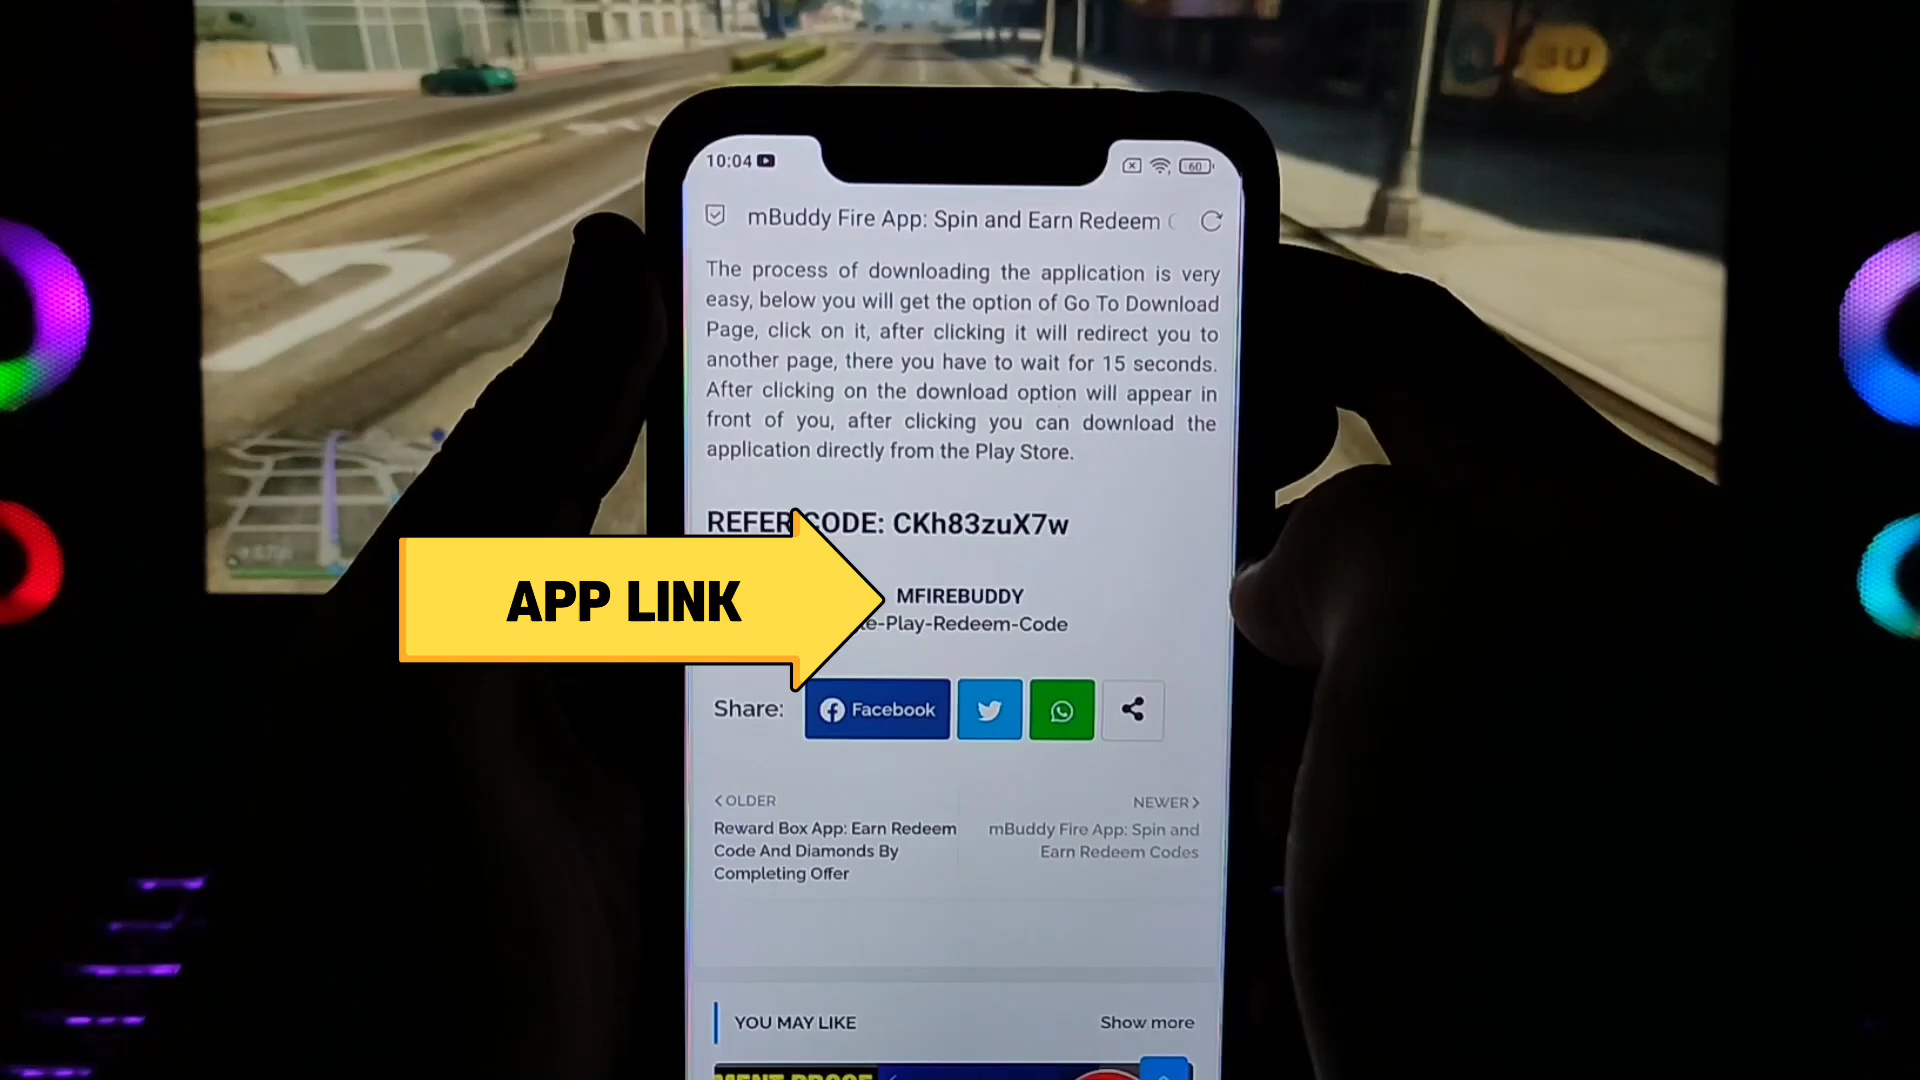 10:04
60
mBuddy Fire App: Spin and Earn Redeem
The process of downloading the application is very
easy, below you will get the option of Go To Download
Page, click on it, after clicking it will redirect you to
another page, there you have to wait for 15 seconds.
After clicking on the download option will appear in
front of you, after clicking you can download the
application directly from the Play Store.
REFER CODE: CKh83zuX7w
APP LINK
MFIREBUDDY
-Play-Redeem-Code
Share:
Facebook
OLDER
NEWER
Reward Box App: Earn Redeem
Code And Diamonds By
Completing Offer
mBuddy Fire App: Spin and
Earn Redeem Codes
YOU MAY LIKE
Show more